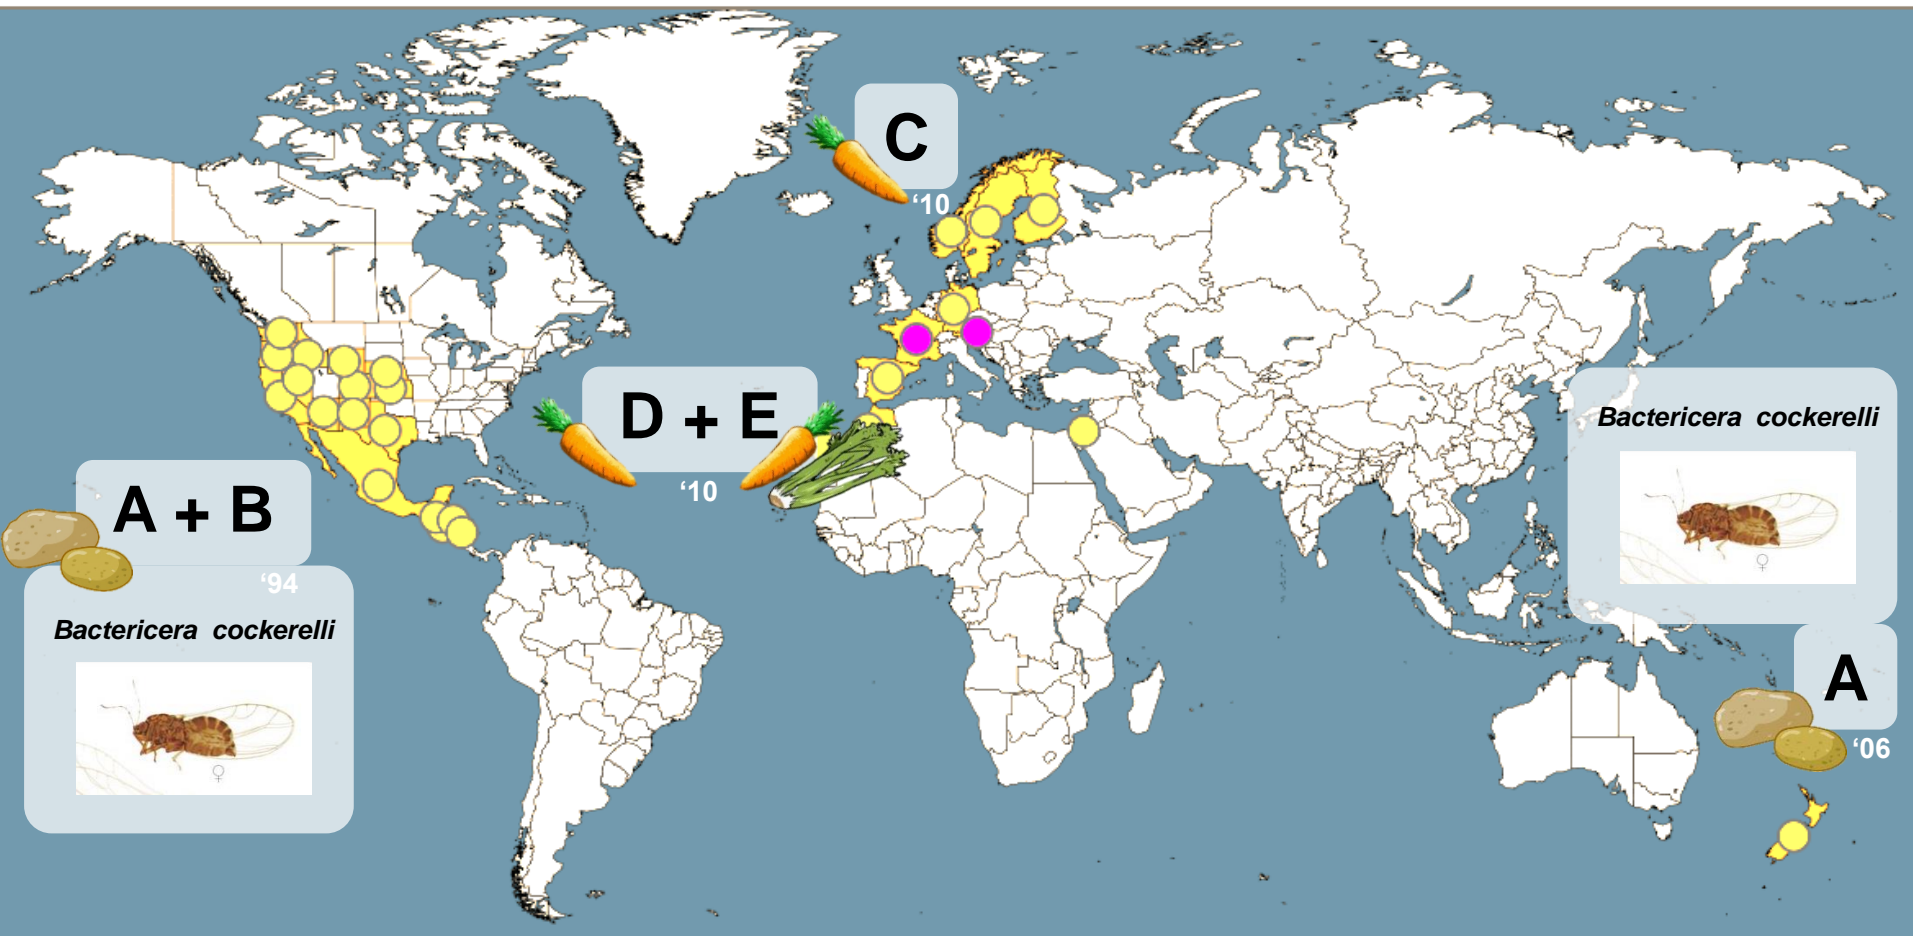 C
‘10
D + E
‘10
Bactericera cockerelli
♀
A + B
‘94
Bactericera cockerelli
♀
A
‘06